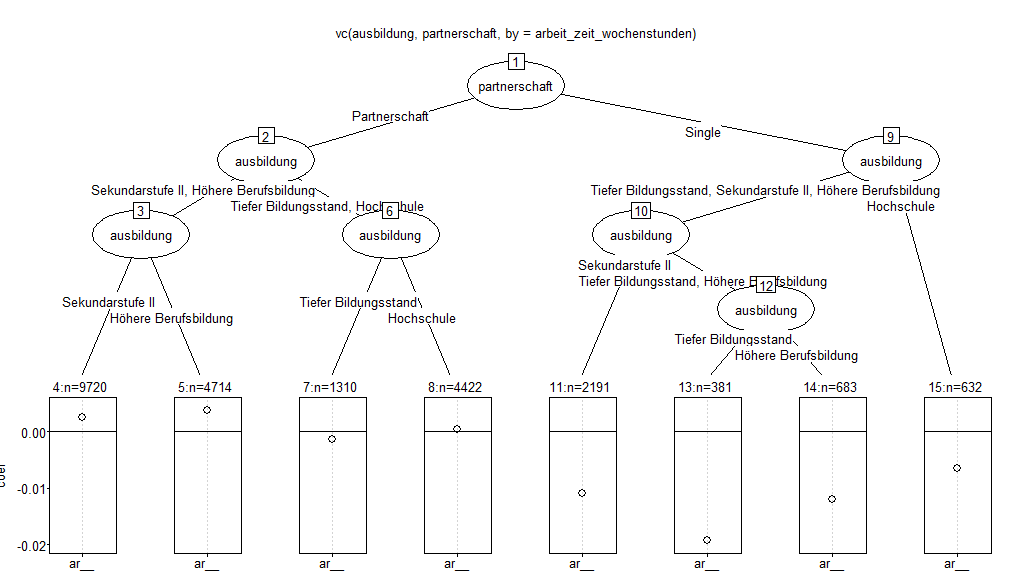 vc(ausbildung, partnerschaft, by = arbeit_zeit_wochenstunden)
1
partnerschaft
Partnerschaft
Single
2
ausbildung
9
ausbildung
Sekundarstufe II, Höhere Berufsbildung
Tiefer Bildungsstand, Hochschule
Tiefer Bildungsstand, Sekundarstufe II, Höhere Berufsbildung
Hochschule
3
ausbildung
6
ausbildung
10
ausbildung
Sekundarstufe II
Tiefer Bildungsstand, Höhere Berufsbildung
12
ausbildung
Sekundarstufe II
Höhere Berufsbildung
Tiefer Bildungsstand
Hochschule
Tiefer Bildungsstand
Höhere Berufsbildung
4:n=9720
5:n=4714
7:n=1310
8:n=4422
11:n=2191
13:n=381
14:n=683
15:n=632
0.00
-0.01
-0.02
ar__
ar__
ar__
ar__
ar__
ar__
ar__
ar__